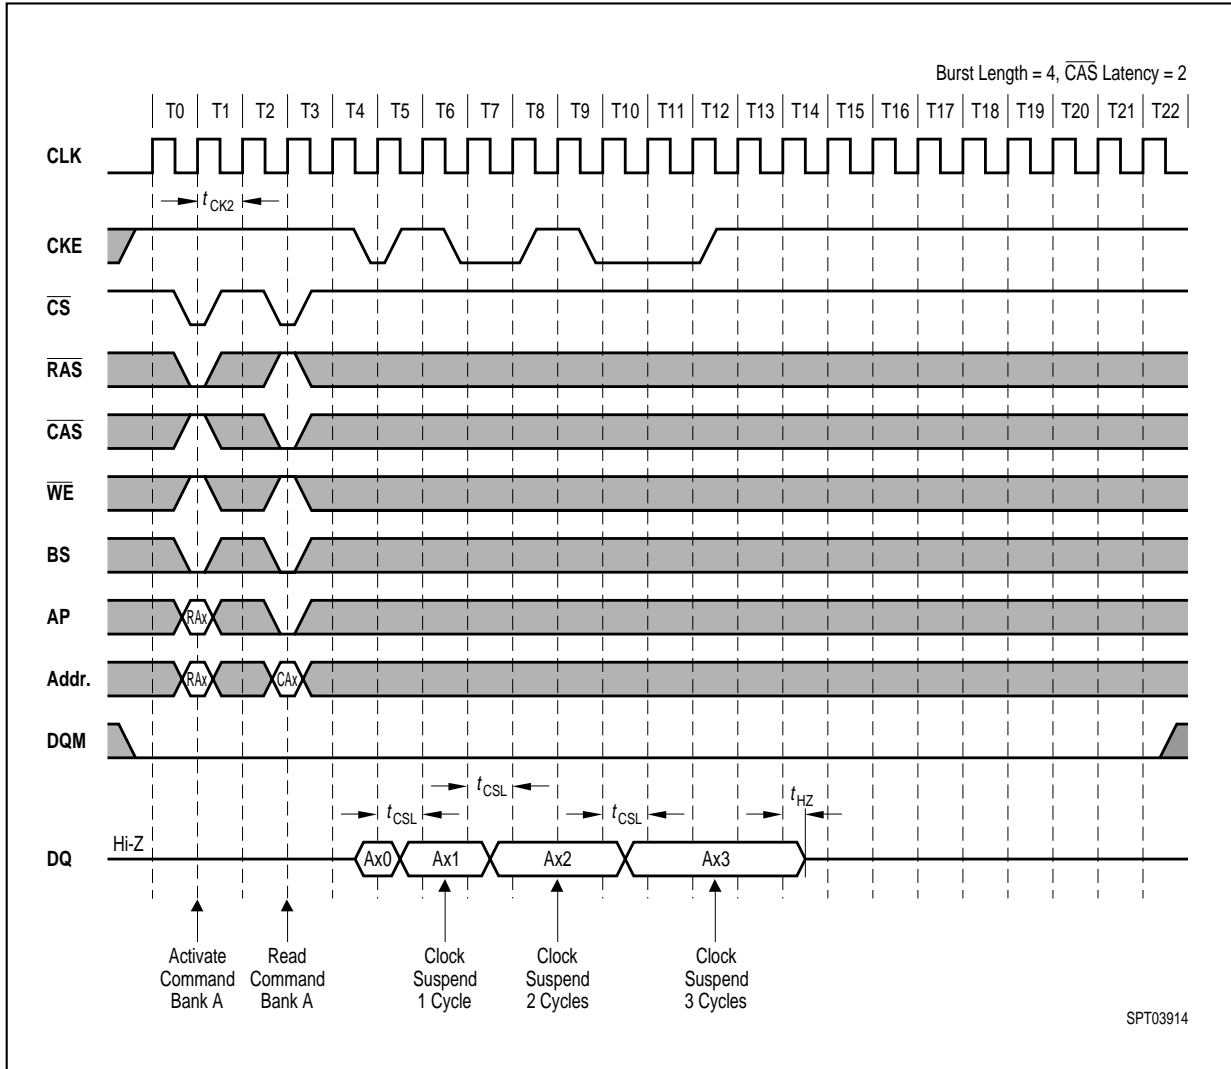 Burst Length = 4, CAS Latency = 2
T0 T1 T2 T3 T4 T5 T6 T7 T8 T9 T10 T11 T12 T13 T14 T15 T16 T17 T18 T19 T20 T21 T22
CLK
tCK2
CKE
CS
RAS
CAS
WE
BS
AP RAx
Addr. RAx CAx
DQM
tCSL tCSL tCSL tHZ
DQ Hi-Z Ax0 Ax1 Ax2 Ax3
Activate
Command
Bank A
Read
Command
Bank A
Clock
Suspend
1 Cycle
Clock
Suspend
2 Cycles
Clock
Suspend
3 Cycles
SPT03914